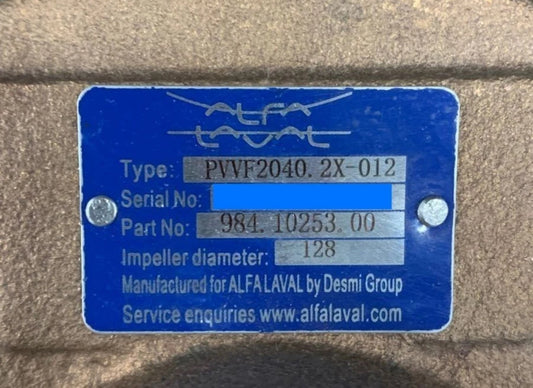 ALFA
LAVAL
Type: PVVF2040.2X-012
Serial No:
Part No: 984.10253.00
Impeller diameter: 128
Manufactured for ALFA LAVAL by Desmi Group
Service enquiries www.alfalaval.com